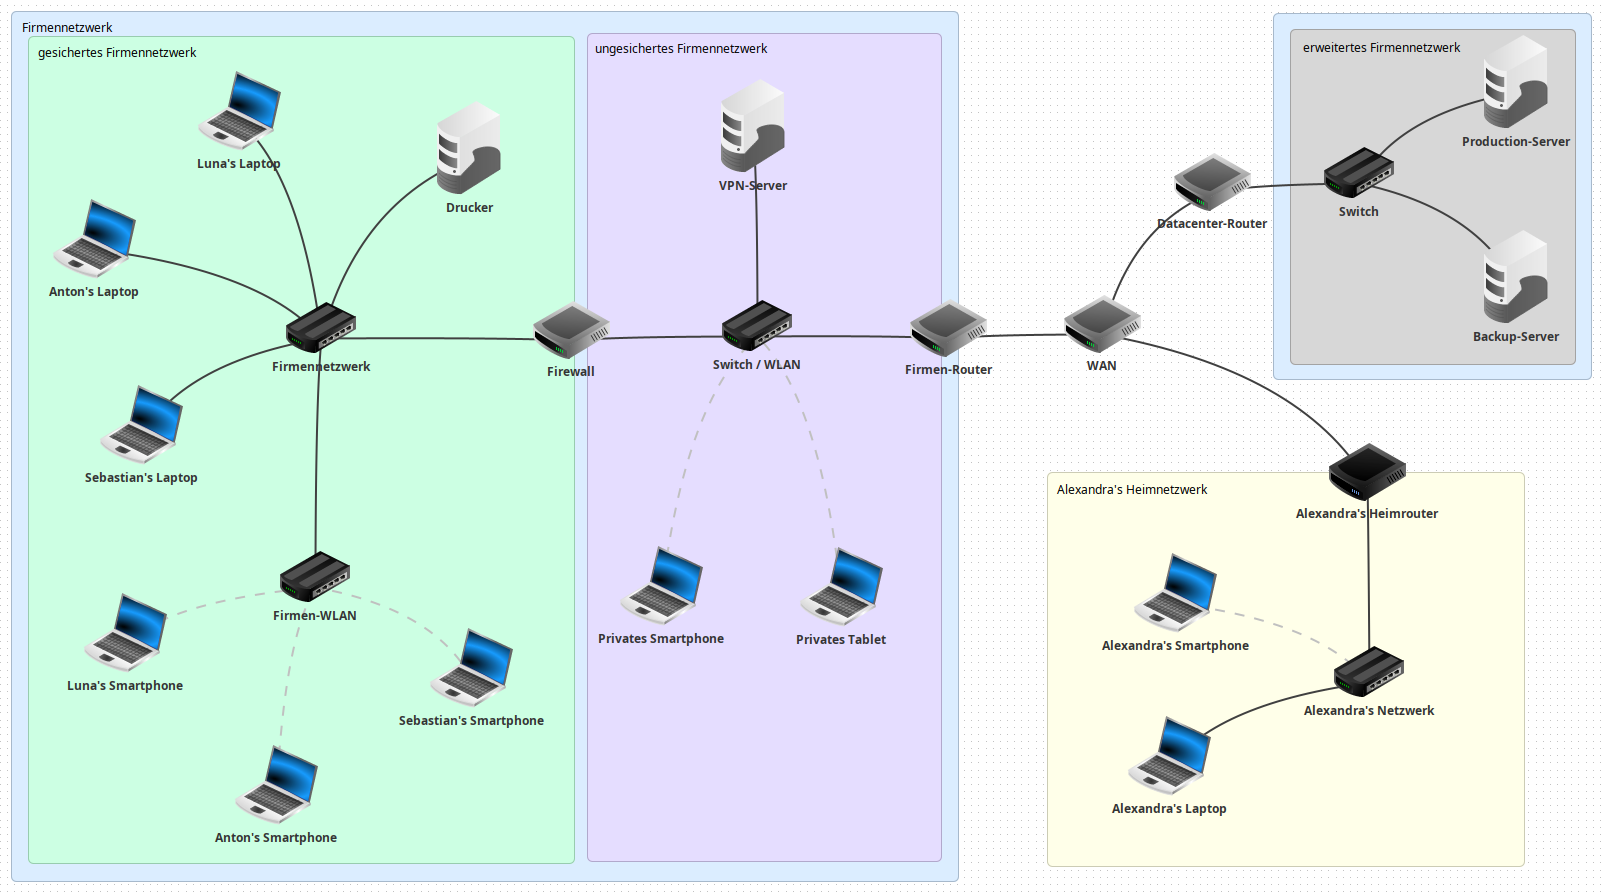 Firmennetzwerk
gesichertes Firmennetzwerk
Luna's Laptop
Drucker
Anton's Laptop
Firmennetzwerk
Sebastian's Laptop
Firmen-WLAN
Luna's Smartphone
Sebastian's Smartphone
Anton's Smartphone
Firewall
ungesichertes Firmennetzwerk
VPN-Server
Switch / WLAN
Privates Smartphone
Privates Tablet
Firmen-Router
WAN
Datacenter-Router
erweitertes Firmennetzwerk
Production-Server
Switch
Backup-Server
Alexandra's Heimnetzwerk
Alexandra's Heimrouter
Alexandra's Smartphone
Alexandra's Netzwerk
Alexandra's Laptop